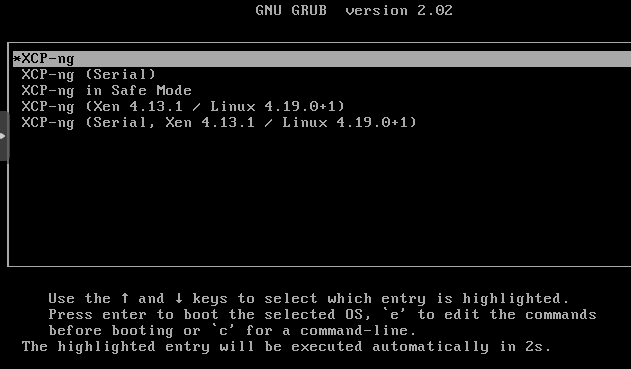 GNU GRUB  version 2.02
*XCP-ng
XCP-ng (Serial)
XCP-ng in Safe Mode
XCP-ng (Xen 4.13.1 / Linux 4.19.0+1)
XCP-ng (Serial, Xen 4.13.1 / Linux 4.19.0+1)
Use the ↑ and ↓ keys to select which entry is highlighted.
Press enter to boot the selected OS, `e' to edit the commands
before booting or `c' for a command-line.
The highlighted entry will be executed automatically in 2s.